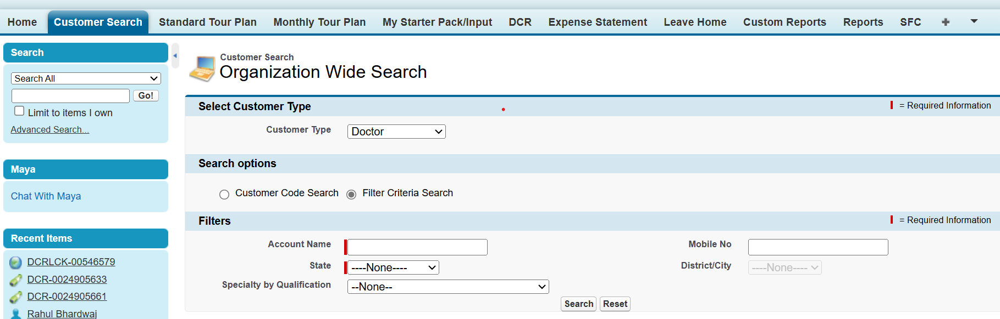 Home Customer Search Standard Tour Plan Monthly Tour Plan My Starter Pack/Input DCR Expense Statement Leave Home Custom Reports Reports SFC
Search
Search All
Go!
Limit to items I own
Advanced Search...
Maya
Chat With Maya
Recent Items
DCRLCK-00546579
DCR-0024905633
DCR-0024905661
Rahul Bhardwaj
Customer Search
Organization Wide Search
Select Customer Type = Required Information
Customer Type Doctor
Search options
Customer Code Search Filter Criteria Search
Filters = Required Information
Account Name Mobile No
State ----None---- District/City ----None----
Specialty by Qualification --None--
Search Reset